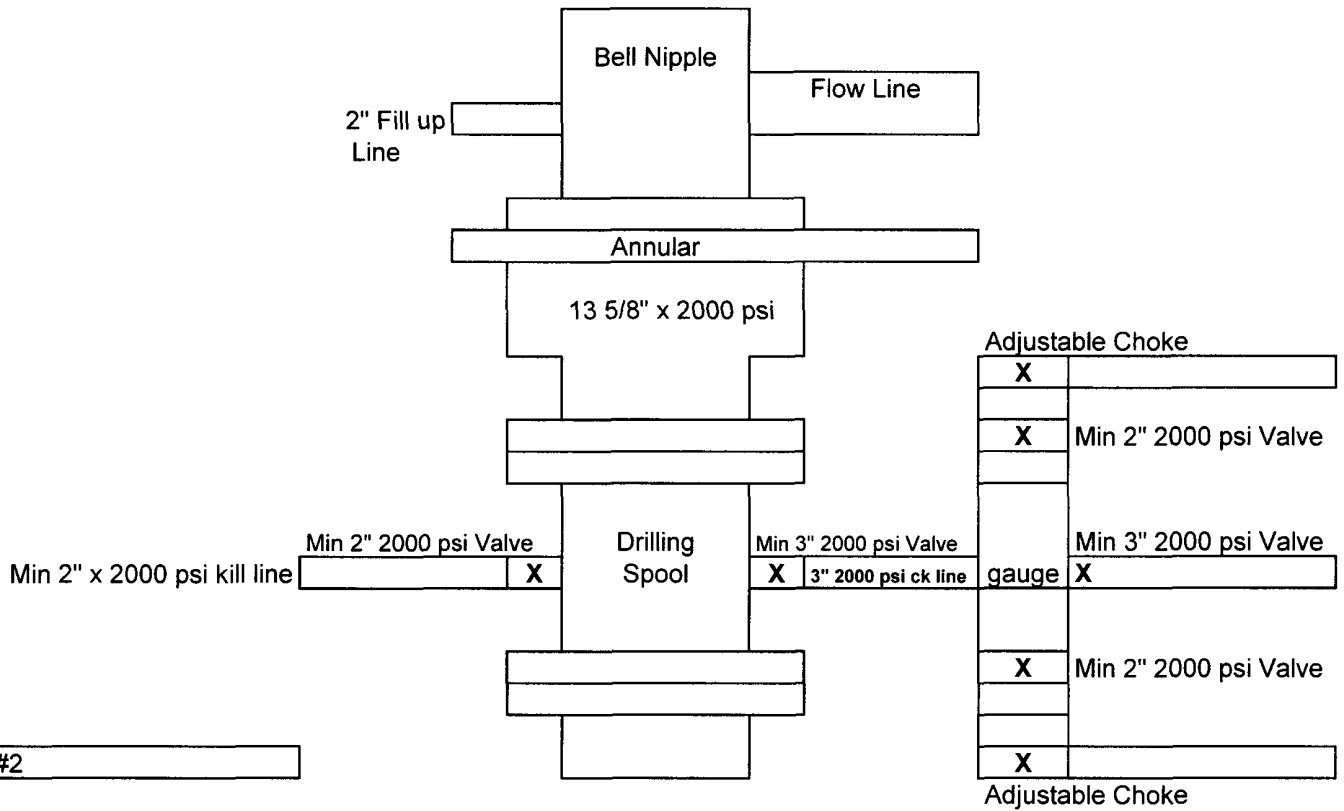 Bell Nipple
Flow Line
2" Fill up
Line
Annular
13 5/8" x 2000 psi
Adjustable Choke
X
X Min 2" 2000 psi Valve
Min 2" 2000 psi Valve
Drilling
Spool
Min 3" 2000 psi Valve
Min 3" 2000 psi Valve
Min 2" x 2000 psi kill line
X
X
3" 2000 psi ck line
gauge
X
X Min 2" 2000 psi Valve
#2
X
Adjustable Choke